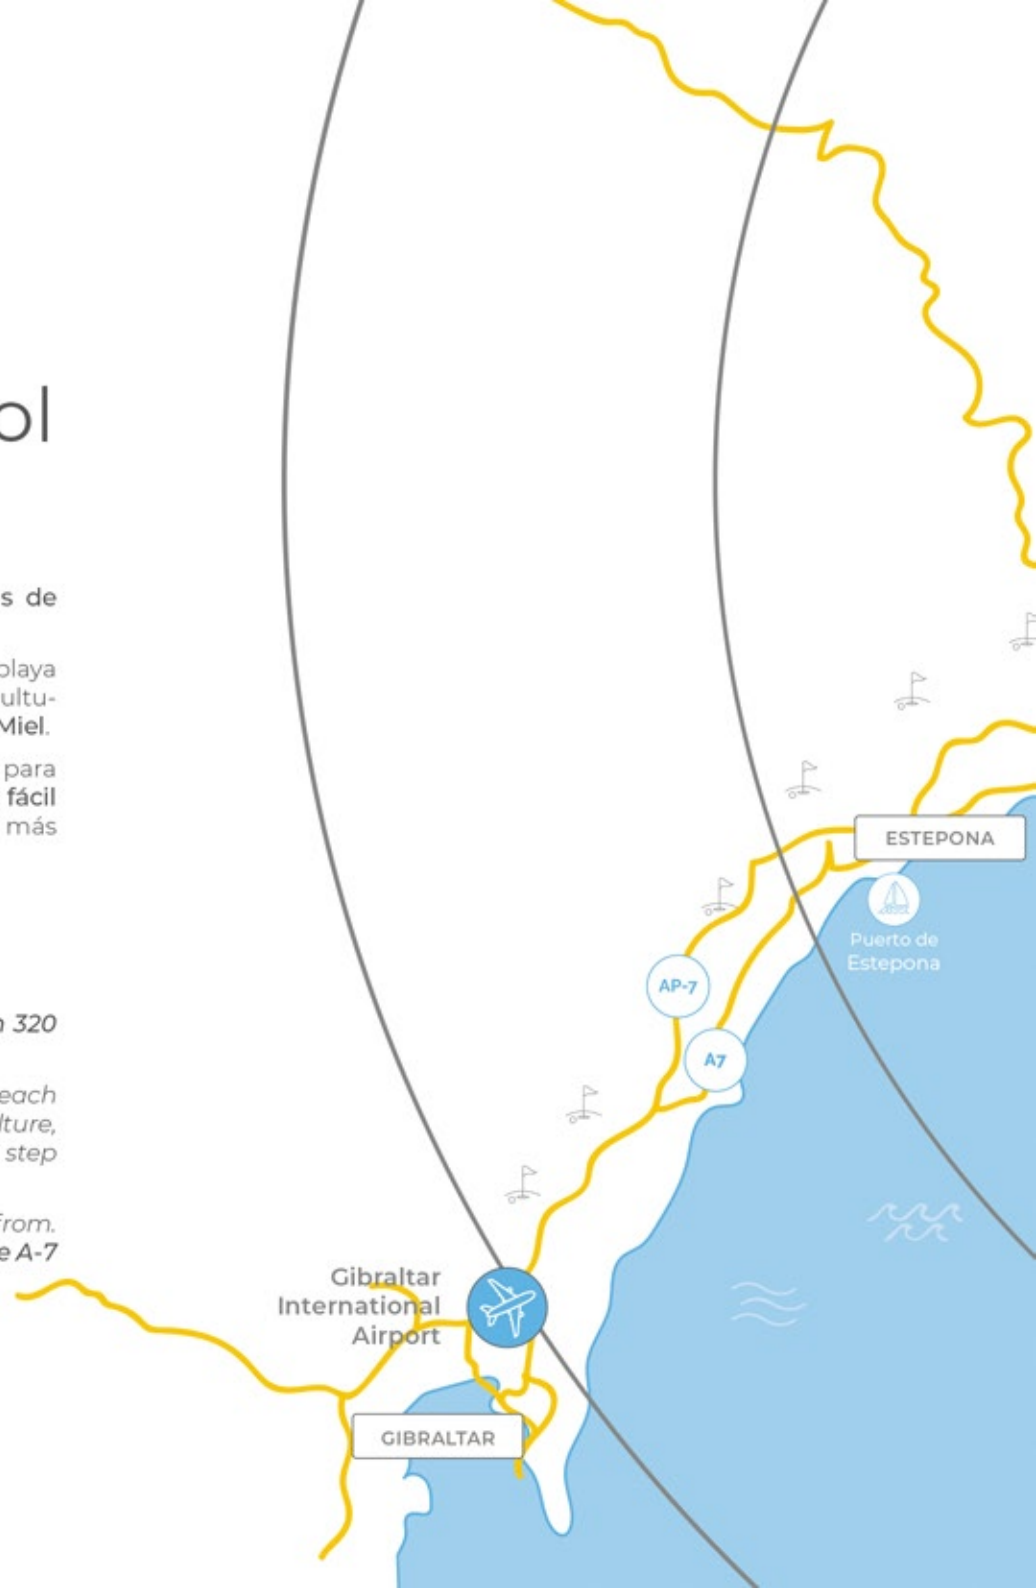 ol
s de
playa
ultu-
Miel.
para
fácil
más
ESTEPONA
Puerto de
Estepona
AP-7
A7
n 320
each
lture,
step
from.
e A-7
Gibraltar
International
Airport
GIBRALTAR